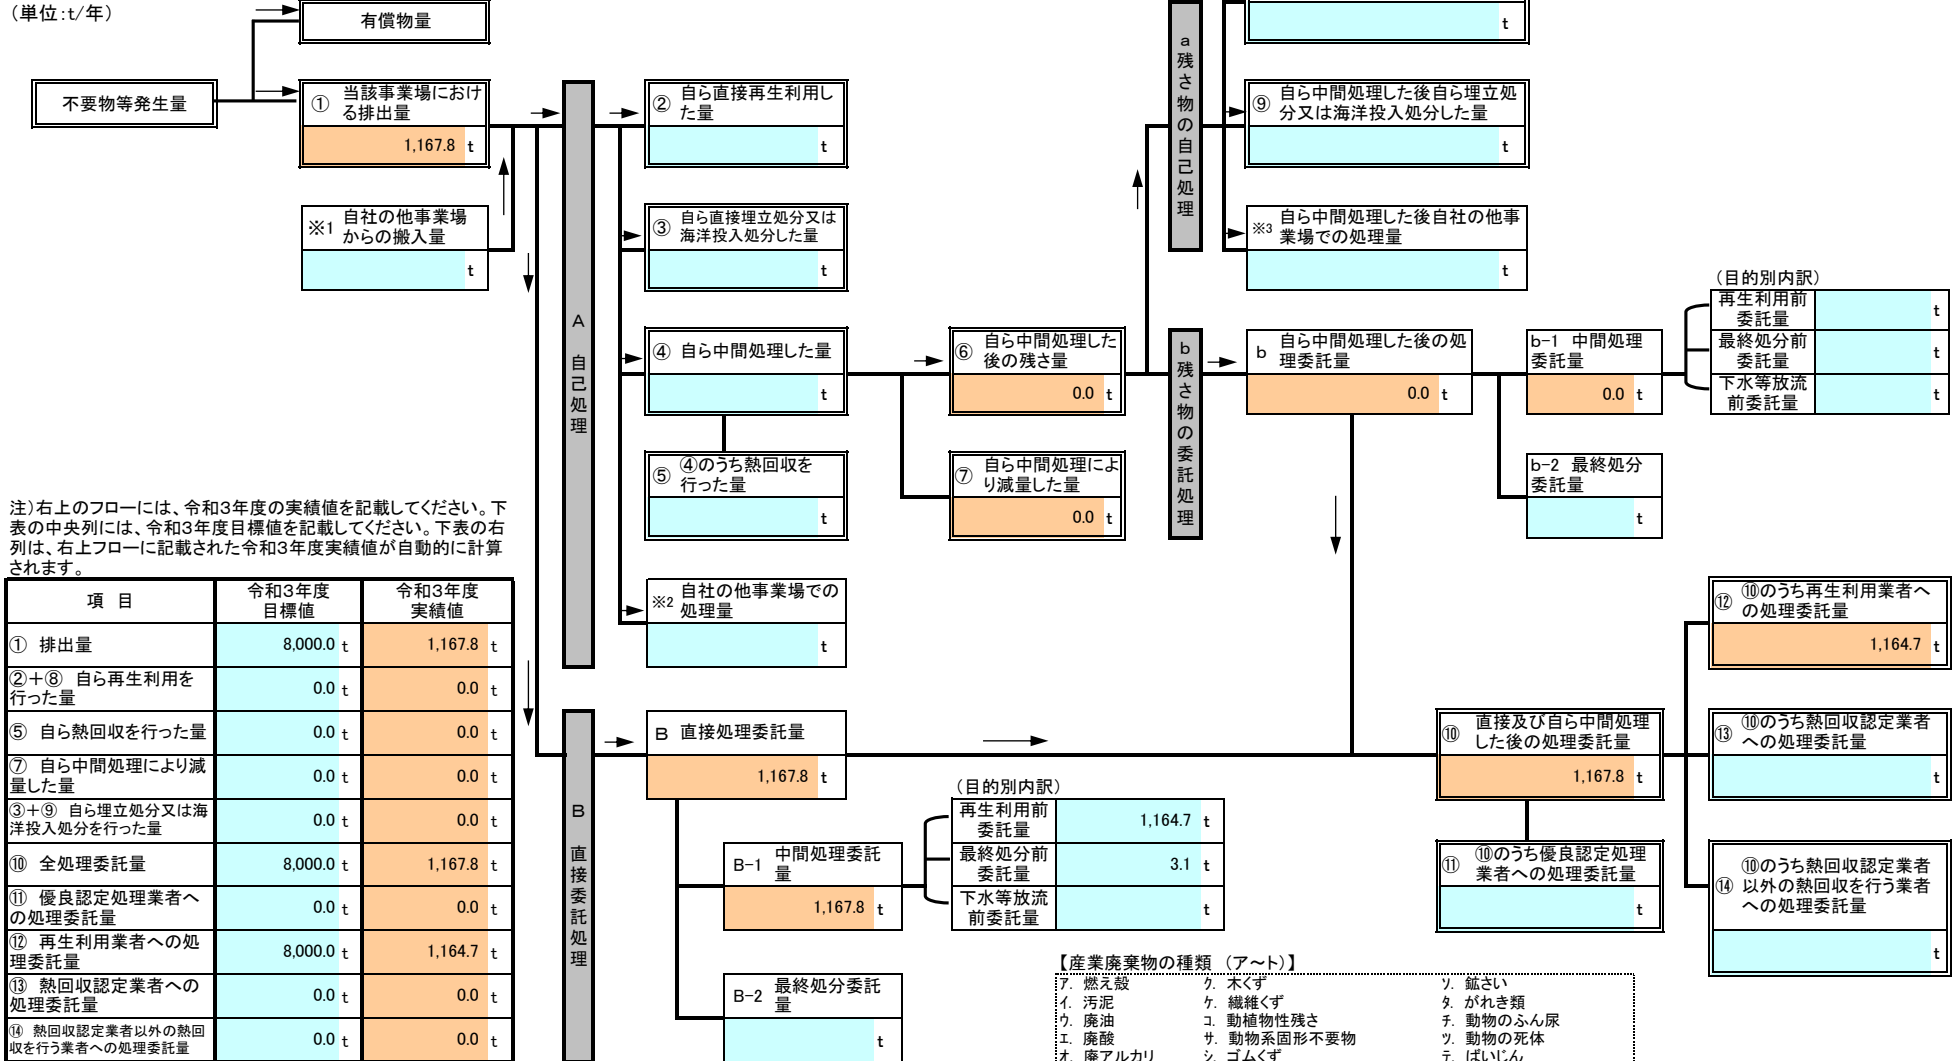 (単位:t/年)
有償物量
不要物等発生量
① 当該事業場におけ
る排出量
1,167.8 t
※1 自社の他事業場
からの搬入量
t
A 自己処理
② 自ら直接再生利用し
た量
t
③ 自ら直接埋立処分又は
海洋投入処分した量
t
④ 自ら中間処理した量
t
⑤ ④のうち熱回収を
行った量
t
※2 自社の他事業場での
処理量
t
⑥ 自ら中間処理した
後の残さ量
0.0 t
⑦ 自ら中間処理によ
り減量した量
0.0 t
a 残さ物の自己処理
t
⑨ 自ら中間処理した後自ら埋立処
分又は海洋投入処分した量
t
※3 自ら中間処理した後自社の他事
業場での処理量
t
b 残さ物の委託処理
b 自ら中間処理した後の処
理委託量
0.0 t
b-1 中間処理
委託量
0.0 t
b-2 最終処分
委託量
t
(目的別内訳)
再生利用前
委託量
t
最終処分前
委託量
t
下水等放流
前委託量
t
注)右上のフローには、令和3年度の実績値を記載してください。下
表の中央列には、令和3年度目標値を記載してください。下表の右
列は、右上フローに記載された令和3年度実績値が自動的に計算
されます。
項 目 令和3年度 目標値 令和3年度 実績値
① 排出量 8,000.0 t 1,167.8 t
②+⑧ 自ら再生利用を
行った量 0.0 t 0.0 t
⑤ 自ら熱回収を行った量 0.0 t 0.0 t
⑦ 自ら中間処理により減
量した量 0.0 t 0.0 t
③+⑨ 自ら埋立処分又は海
洋投入処分を行った量 0.0 t 0.0 t
⑩ 全処理委託量 8,000.0 t 1,167.8 t
⑪ 優良認定処理業者へ
の処理委託量 0.0 t 0.0 t
⑫ 再生利用業者への処
理委託量 8,000.0 t 1,164.7 t
⑬ 熱回収認定業者への
処理委託量 0.0 t 0.0 t
⑭ 熱回収認定業者以外の熱回
収を行う業者への処理委託量 0.0 t 0.0 t
B 直接委託処理
B 直接処理委託量
1,167.8 t
B-1 中間処理委託
量
1,167.8 t
B-2 最終処分委託
量
t
(目的別内訳)
再生利用前
委託量
1,164.7 t
最終処分前
委託量
3.1 t
下水等放流
前委託量
t
⑩ 直接及び自ら中間処理
した後の処理委託量
1,167.8 t
⑪ ⑩のうち優良認定処理
業者への処理委託量
t
⑫ ⑩のうち再生利用業者へ
の処理委託量
1,164.7 t
⑬ ⑩のうち熱回収認定業者
への処理委託量
t
⑭ ⑩のうち熱回収認定業者
以外の熱回収を行う業者
への処理委託量
t
【産業廃棄物の種類 (ア~ト)】
ア. 燃え殻 ク. 木くず ソ. 鉱さい
イ. 汚泥 ケ. 繊維くず タ. がれき類
ウ. 廃油 コ. 動植物性残さ チ. 動物のふん尿
エ. 廃酸 サ. 動物系固形不要物 ツ. 動物の死体
オ. 廃アルカリ シ. ゴムくず テ. ばいじん